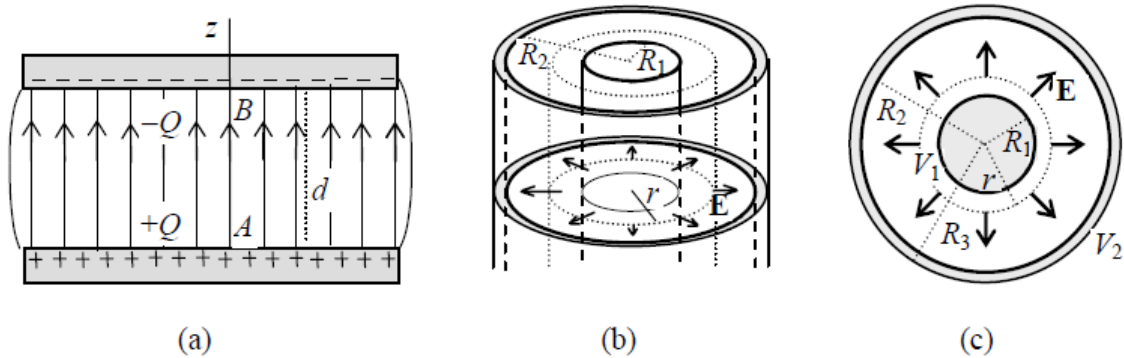 z
− − − − − − − − − − − − − −
−Q
B
d
+Q
A
+ + + + + + + + + + + + + + + +
R₂
R₁
r
E
R₂
E
R₁
V₁
r
R₃
V₂
(a)
(b)
(c)